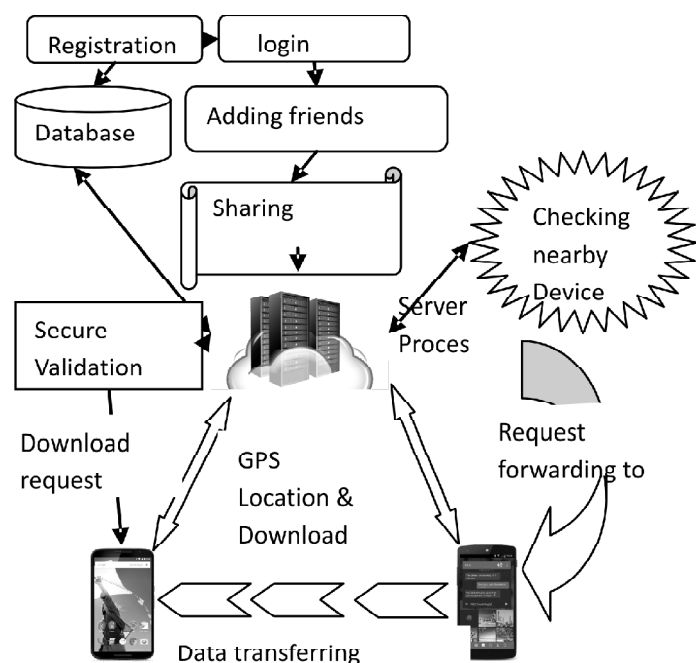 Registration
login
Database
Adding friends
Sharing
Checking
nearby
Device
Server
Proces
Secure
Validation
Download
request
GPS
Location &
Download
Request
forwarding to
Data transferring